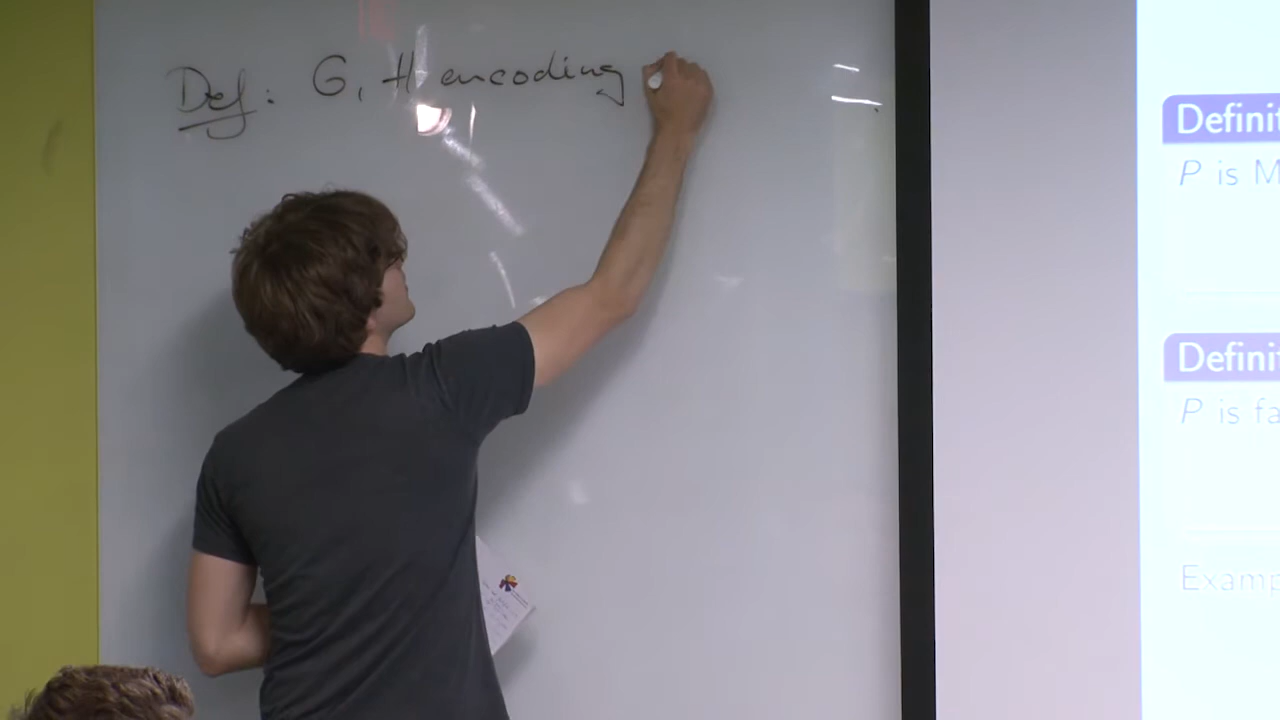 Def: G, H encoding
Definit
P is M
Definit
P is fa
Examp